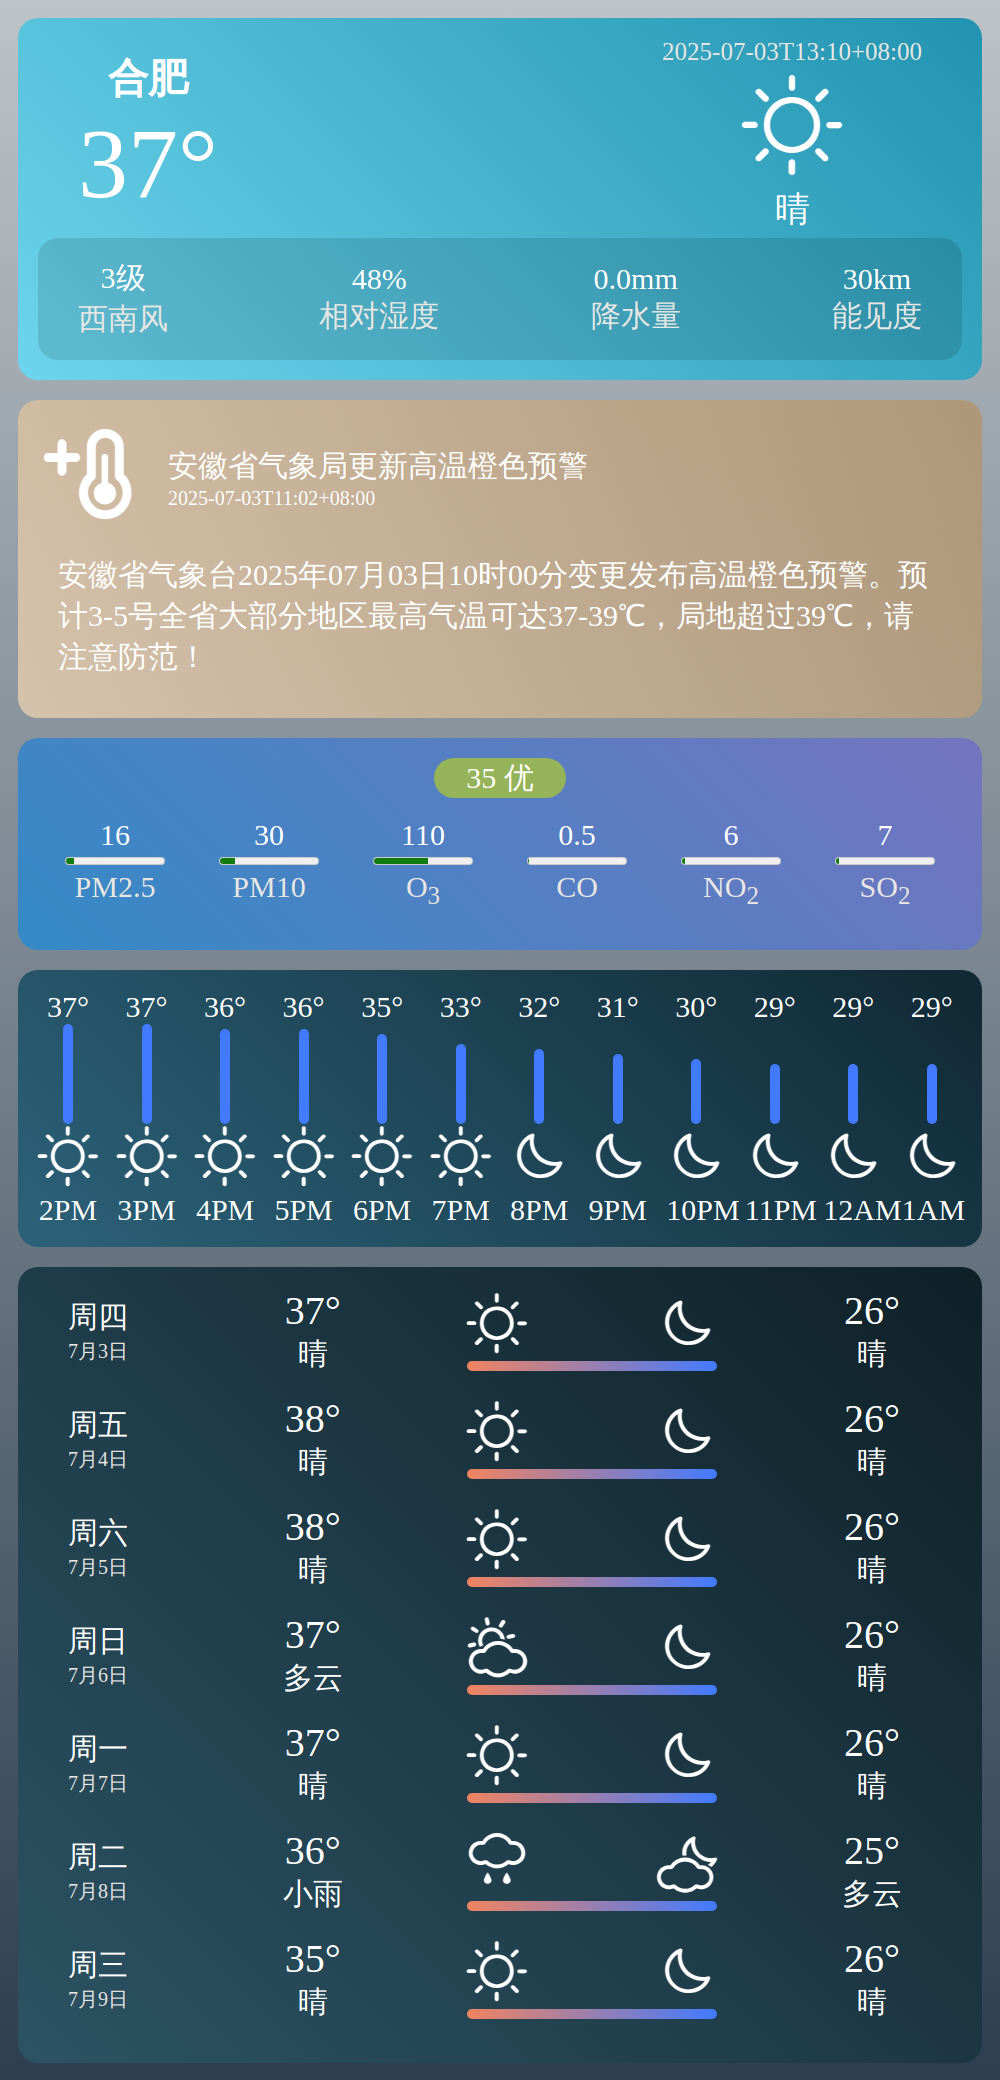 合肥
37°
2025-07-03T13:10+08:00
晴
3级 48% 0.0mm 30km
西南风 相对湿度 降水量 能见度
安徽省气象局更新高温橙色预警
2025-07-03T11:02+08:00
安徽省气象台2025年07月03日10时00分变更发布高温橙色预警。预
计3-5号全省大部分地区最高气温可达37-39℃，局地超过39℃，请
注意防范！
35 优
16 30 110 0.5 6 7
PM2.5 PM10 O3 CO NO2 SO2
37° 37° 36° 36° 35° 33° 32° 31° 30° 29° 29° 29°
2PM 3PM 4PM 5PM 6PM 7PM 8PM 9PM 10PM 11PM 12AM 1AM
周四 37° 26°
7月3日 晴 晴
周五 38° 26°
7月4日 晴 晴
周六 38° 26°
7月5日 晴 晴
周日 37° 26°
7月6日 多云 晴
周一 37° 26°
7月7日 晴 晴
周二 36° 25°
7月8日 小雨 多云
周三 35° 26°
7月9日 晴 晴